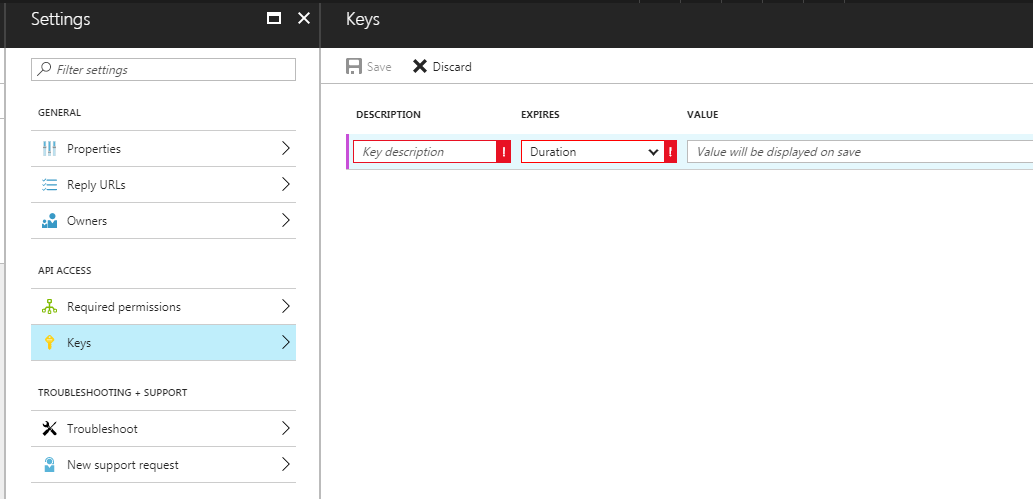 Settings
Filter settings
GENERAL
Properties
Reply URLs
Owners
API ACCESS
Required permissions
Keys
TROUBLESHOOTING + SUPPORT
Troubleshoot
New support request
Keys
Save Discard
DESCRIPTION EXPIRES VALUE
Key description ! Duration ! Value will be displayed on save